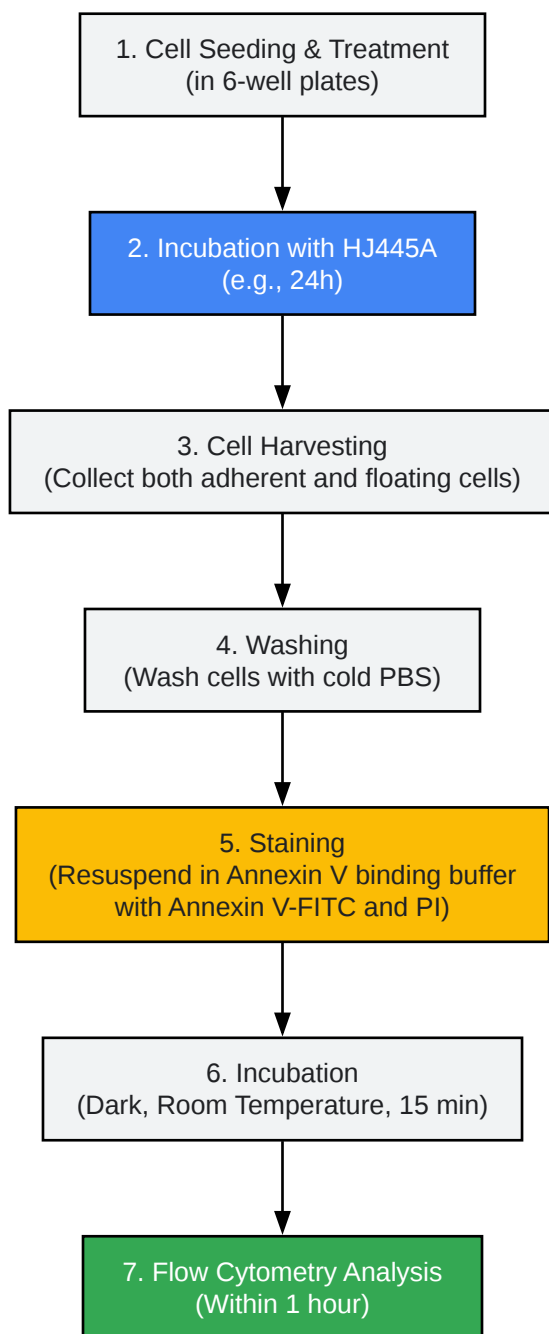 1. Cell Seeding & Treatment
(in 6-well plates)
2. Incubation with HJ445A
(e.g., 24h)
3. Cell Harvesting
(Collect both adherent and floating cells)
4. Washing
(Wash cells with cold PBS)
5. Staining
(Resuspend in Annexin V binding buffer
with Annexin V-FITC and PI)
6. Incubation
(Dark, Room Temperature, 15 min)
7. Flow Cytometry Analysis
(Within 1 hour)